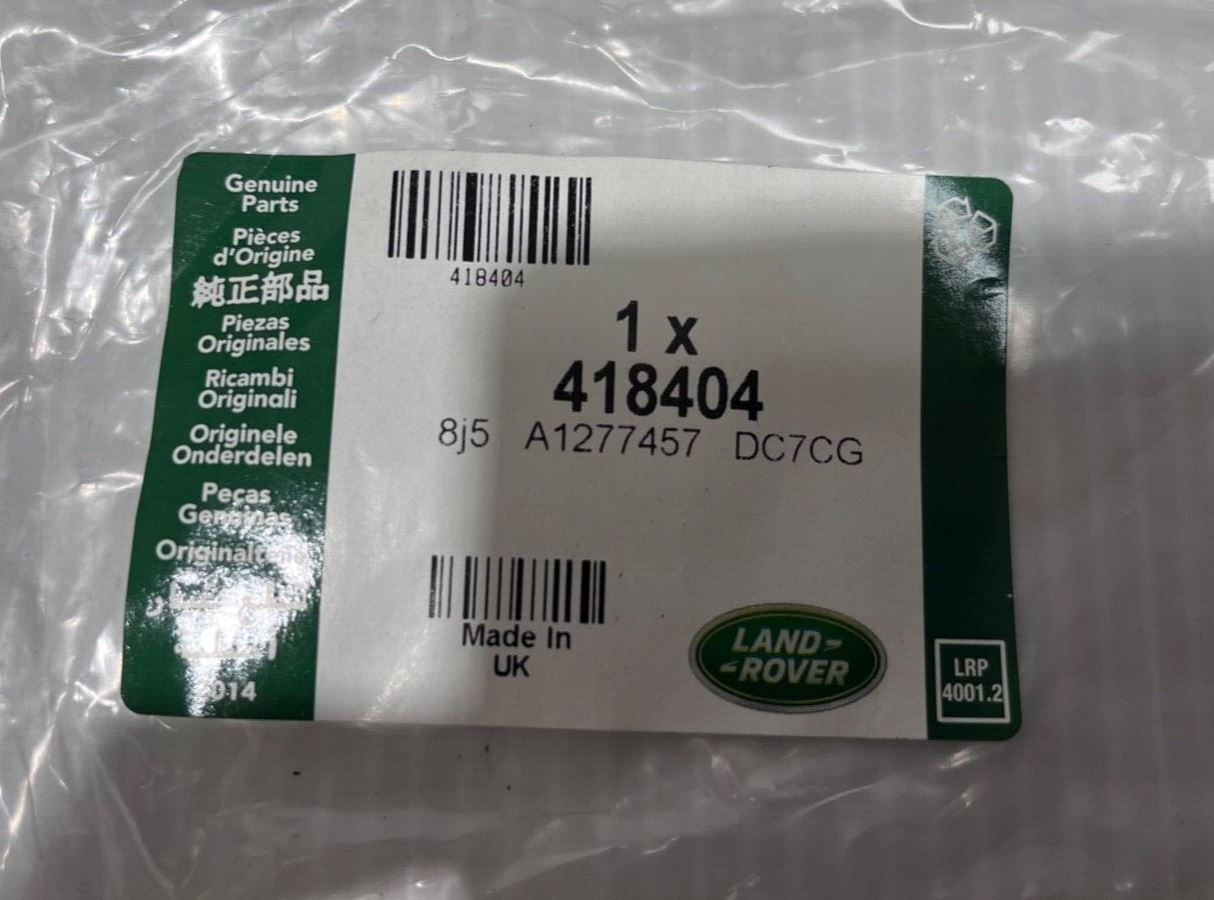 Genuine
Parts
Pièces
d'Origine
純正部品
Piezas
Originales
Ricambi
Originali
Originele
Onderdelen
Peças
Genuinas
418404
1 x
418404
8j5 A1277457 DC7CG
Made In
UK
LAND
ROVER
LRP
4001.2